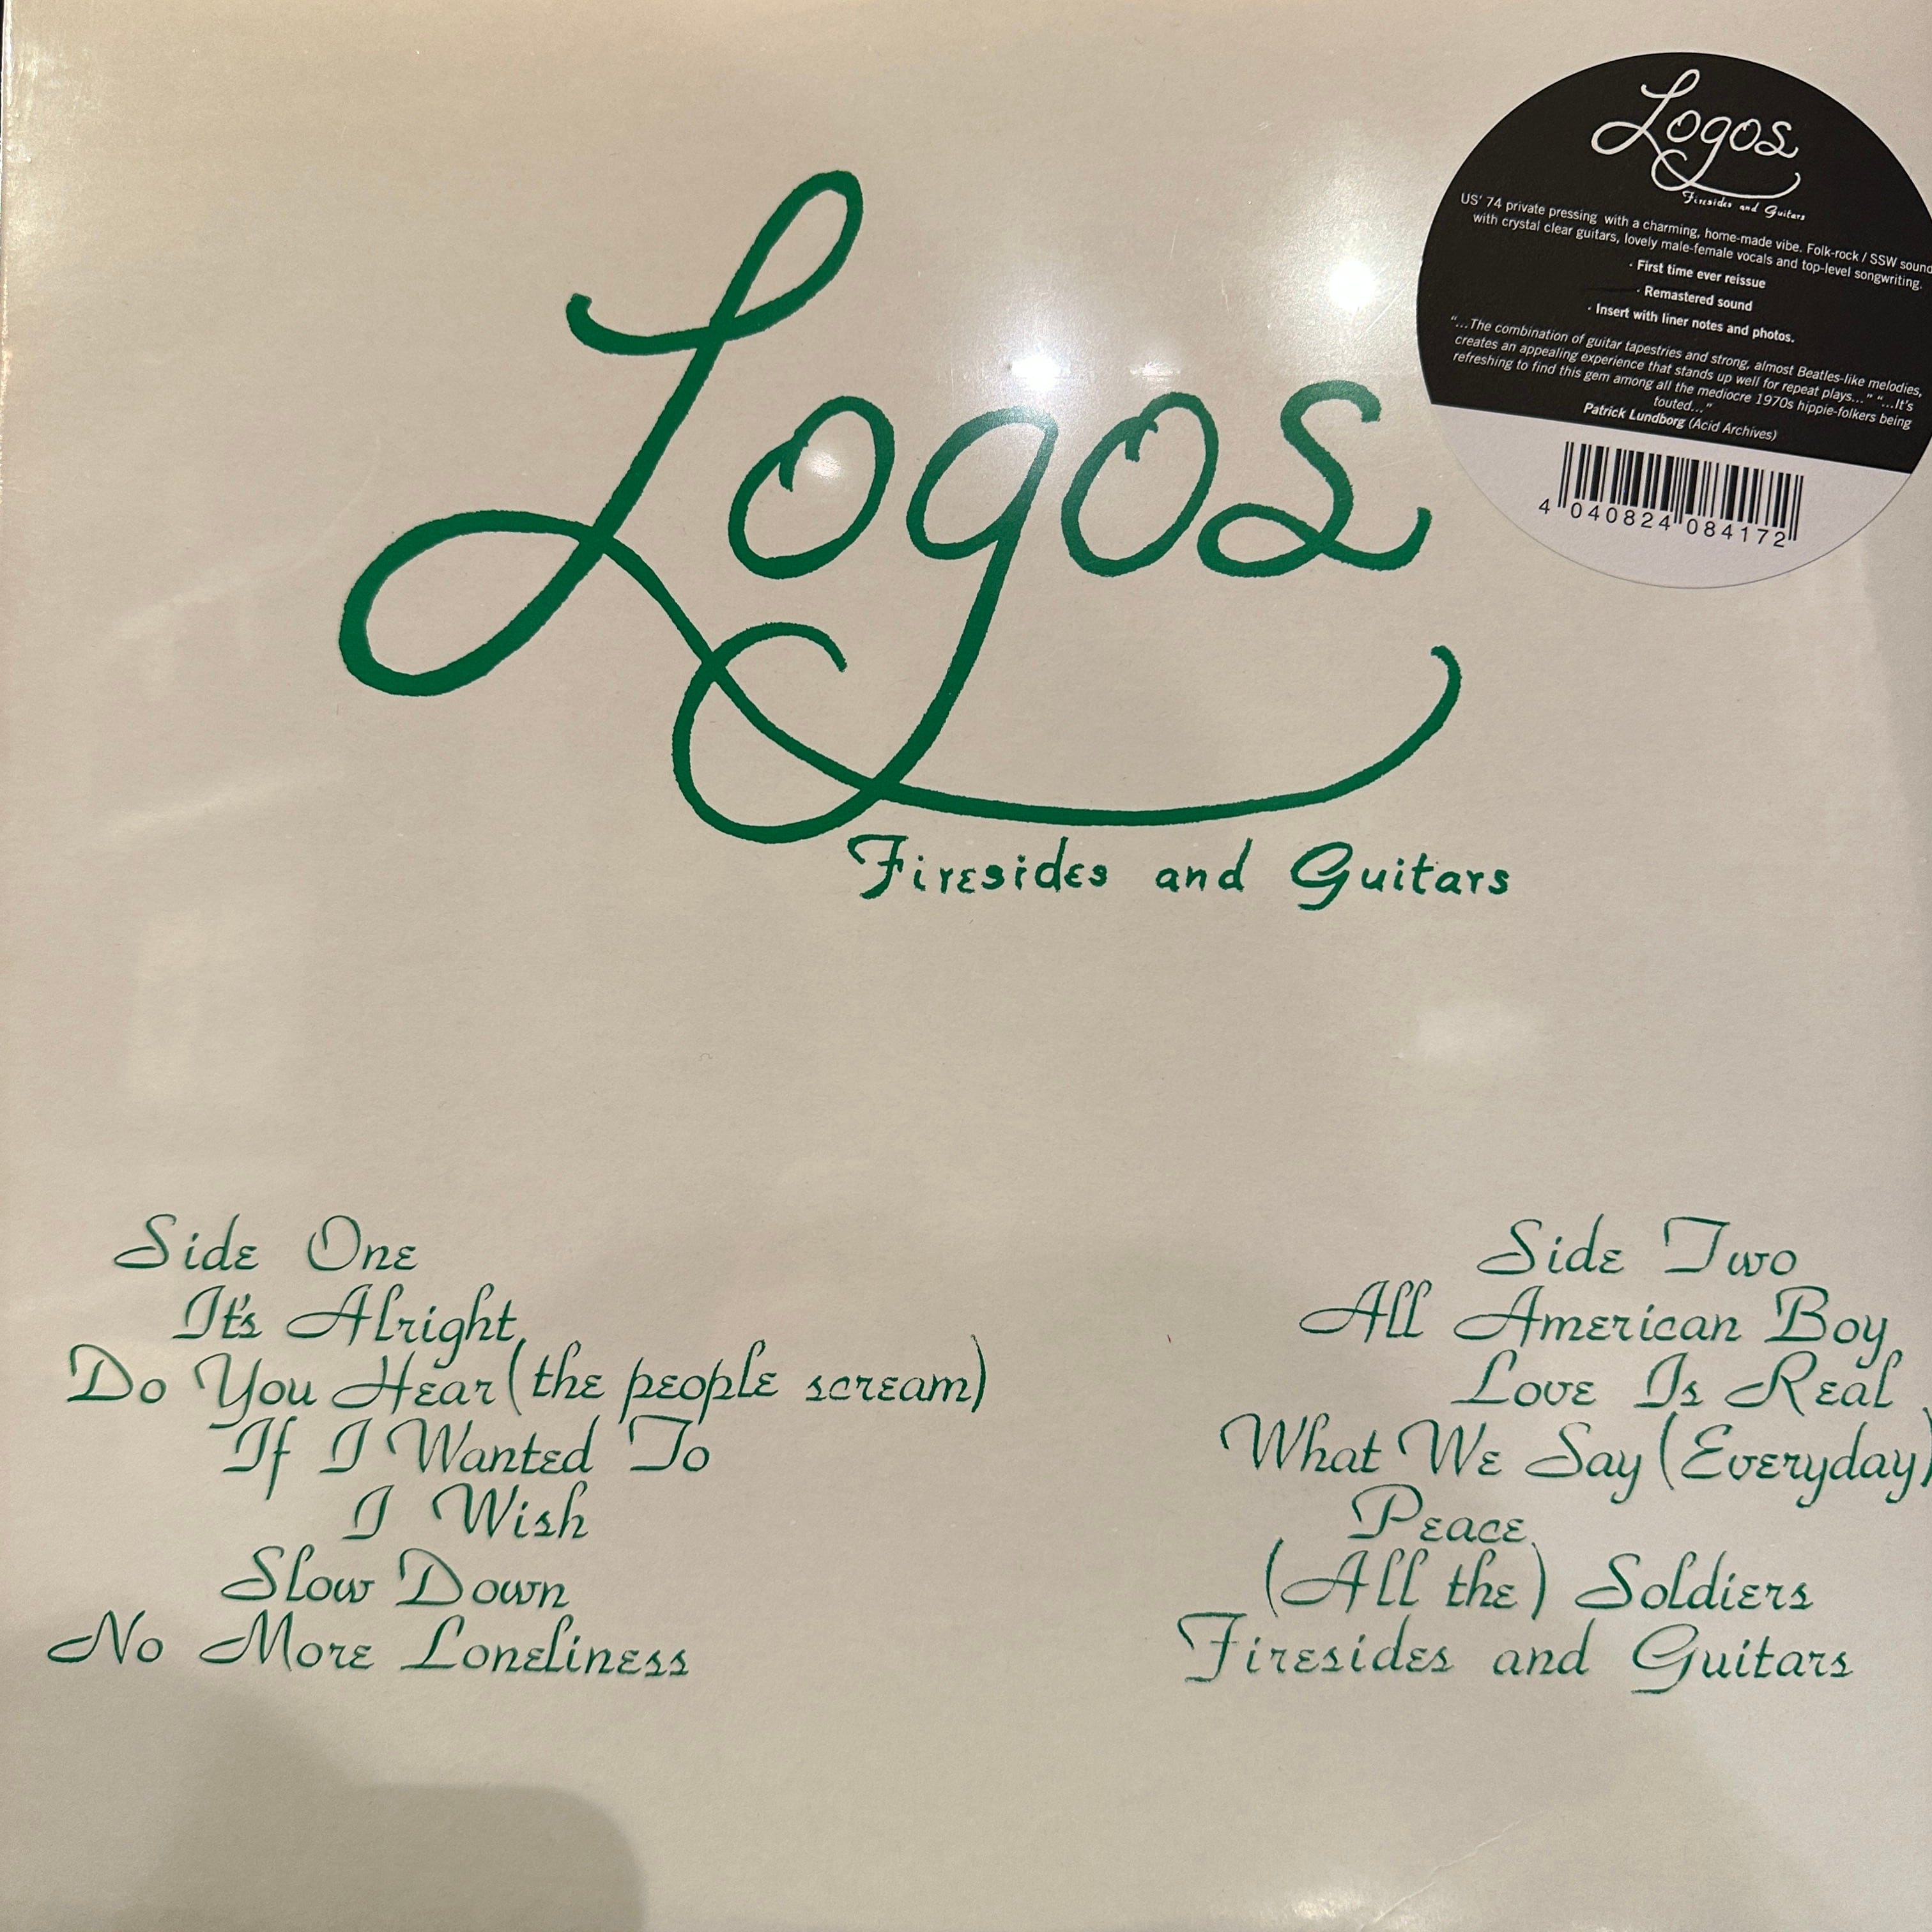 Logos
Firesides and Guitars
US' 74 private pressing with a charming, home-made vibe. Folk-rock / SSW sound
with crystal clear guitars, lovely male-female vocals and top-level songwriting.
· First time ever reissue
· Remastered sound
· Insert with liner notes and photos.
"...The combination of guitar tapestries and strong, almost Beatles-like melodies,
creates an appealing experience that stands up well for repeat plays..." "...It's
refreshing to find this gem among all the mediocre 1970s hippie-folkers being
touted..."
Patrick Lundborg (Acid Archives)
4 040824 084172
Logos
Firesides and Guitars
Side One
It's Alright
Do You Hear (the people scream)
If I Wanted To
I Wish
Slow Down
No More Loneliness
Side Two
All American Boy
Love Is Real
What We Say (Everyday)
Peace
(All the) Soldiers
Firesides and Guitars